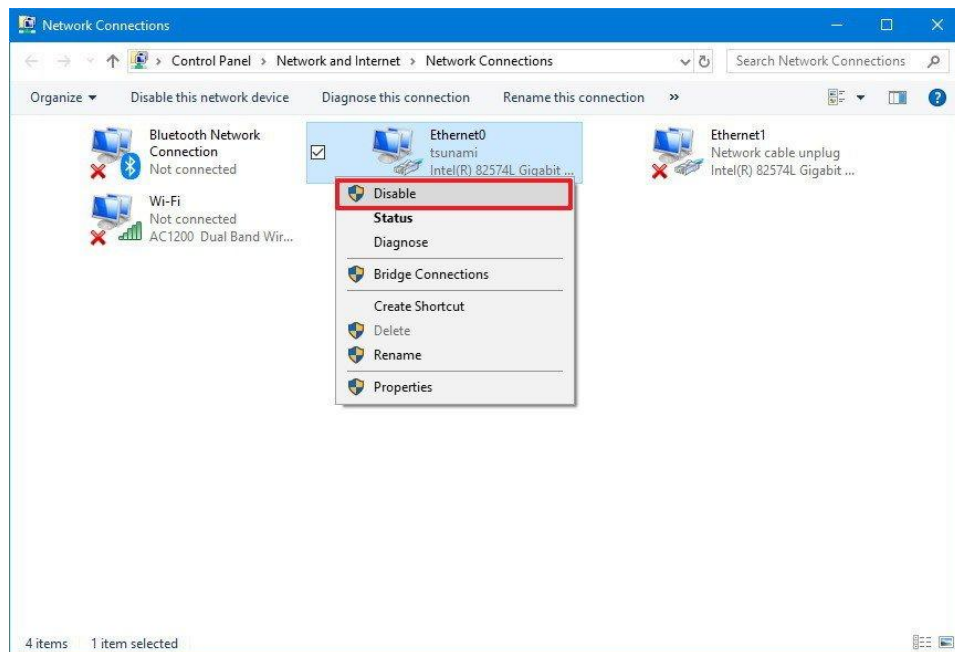 Network Connections
Control Panel > Network and Internet > Network Connections
Search Network Connections
Organize Disable this network device Diagnose this connection Rename this connection »
Bluetooth Network
Connection
Not connected
Ethernet0
tsunami
Intel(R) 82574L Gigabit ...
Ethernet1
Network cable unplug
Intel(R) 82574L Gigabit ...
Wi-Fi
Not connected
AC1200 Dual Band Wir...
Disable
Status
Diagnose
Bridge Connections
Create Shortcut
Delete
Rename
Properties
4 items 1 item selected